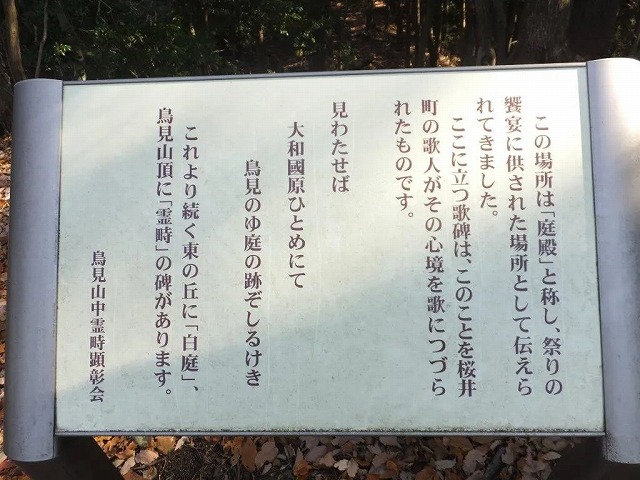 この場所は「庭殿」と称し、祭りの
饗宴に供された場所として伝えら
れてきました。
ここに立つ歌碑は、このことを桜井
町の歌人がその心境を歌につづら
れたものです。
見わたせば
大和國原ひとめにて
鳥見のゆ庭の跡ぞしるけき
これより続く東の丘に「白庭」、
鳥見山頂に「霊畤」の碑があります。
鳥見山中霊畤顕彰会